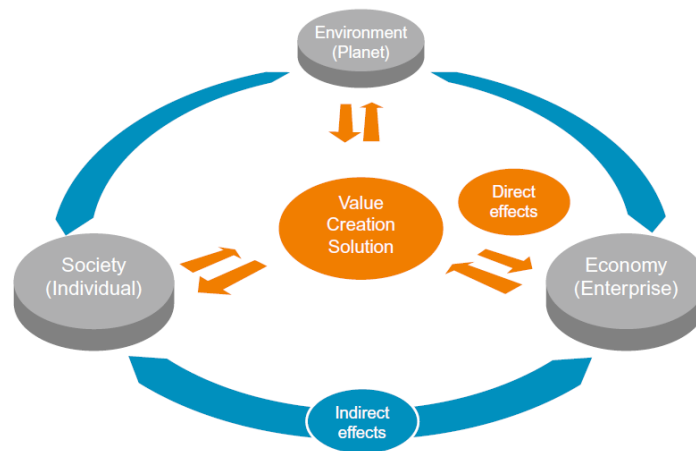 Environment
(Planet)
Value
Creation
Solution
Direct
effects
Society
(Individual)
Economy
(Enterprise)
Indirect
effects